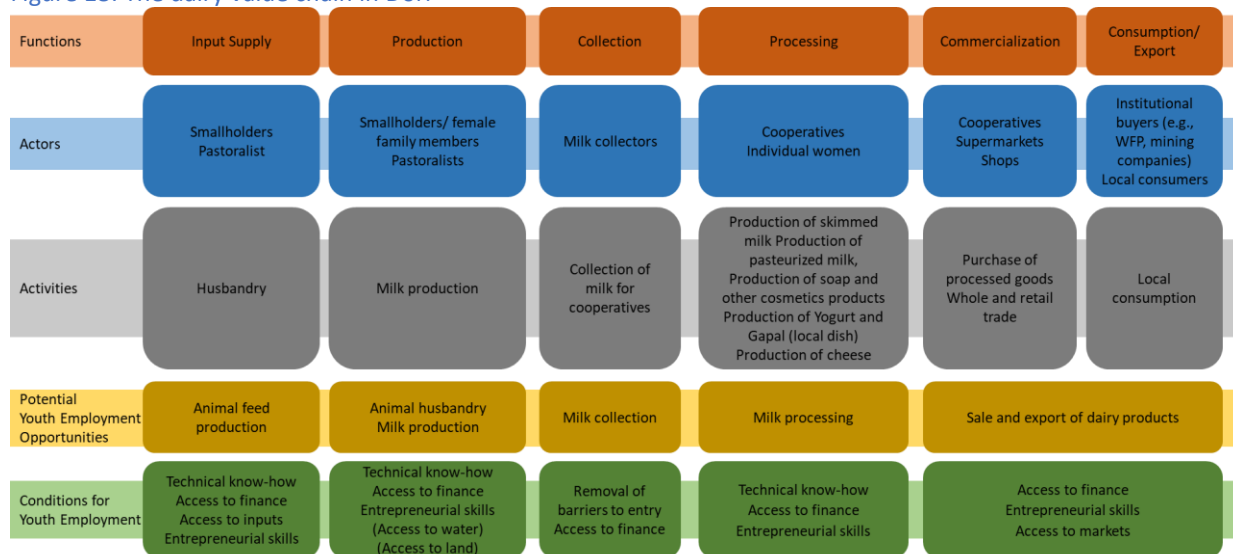 Figure The dairy value chain in
Functions
Input Supply
Production
Collection
Processing
Commercialization
Consumption/
Export
Actors
Smallholders
Pastoralist
Smallholders/ female
family members
Pastoralists
Milk collectors
Cooperatives
Individual women
Cooperatives
Supermarkets
Shops
Institutional
buyers (e.g.,
WFP, mining
companies)
Local consumers
Activities
Husbandry
Milk production
Collection of
milk for
cooperatives
Production of skimmed
milk Production of
pasteurized milk,
Production of soap and
other cosmetics products
Production of Yogurt and
Gapal (local dish)
Production of cheese
Purchase of
processed goods
Whole and retail
trade
Local
consumption
Potential
Youth Employment
Opportunities
Animal feed
production
Animal husbandry
Milk production
Milk collection
Milk processing
Sale and export of dairy products
Conditions for
Youth Employment
Technical know-how
Access to finance
Access to inputs
Entrepreneurial skills
Technical know-how
Access to finance
Entrepreneurial skills
(Access to water)
(Access to land)
Removal of
barriers to entry
Access to finance
Technical know-how
Access to finance
Entrepreneurial skills
Access to finance
Entrepreneurial skills
Access to markets